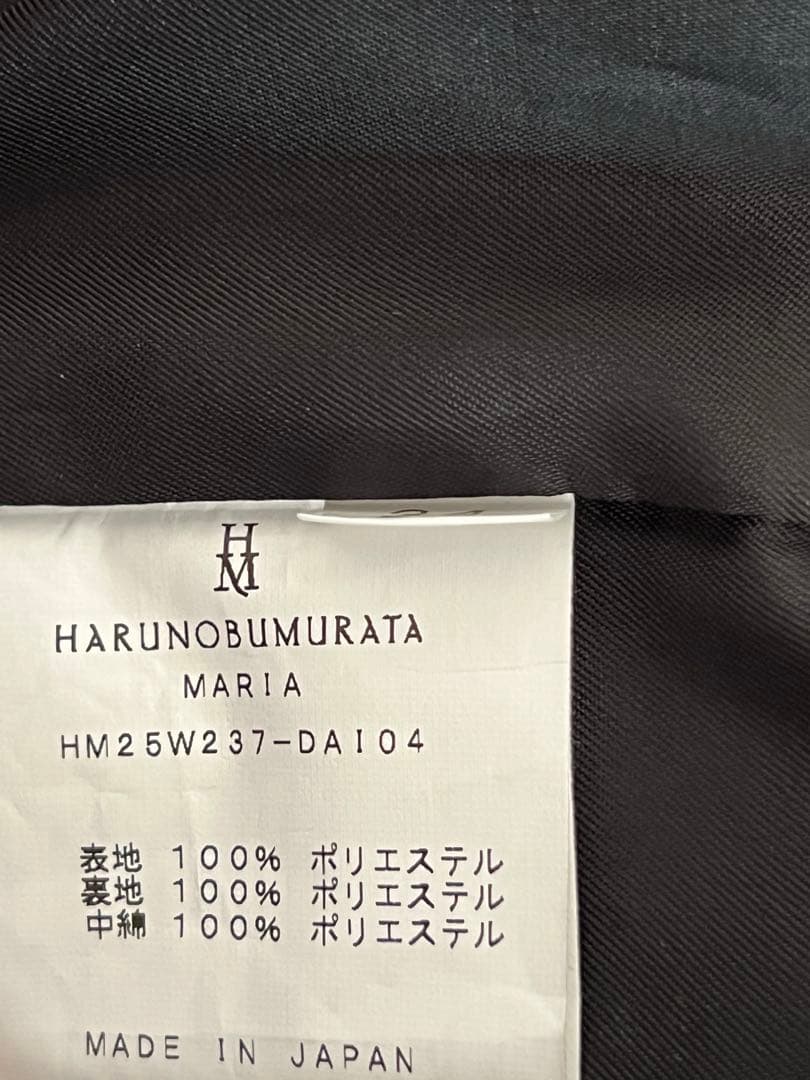 HM
HARUNOBUMURATA
MARIA
HM25W237-DAI04
表地 100% ポリエステル
裏地 100% ポリエステル
中綿 100% ポリエステル
MADE IN JAPAN